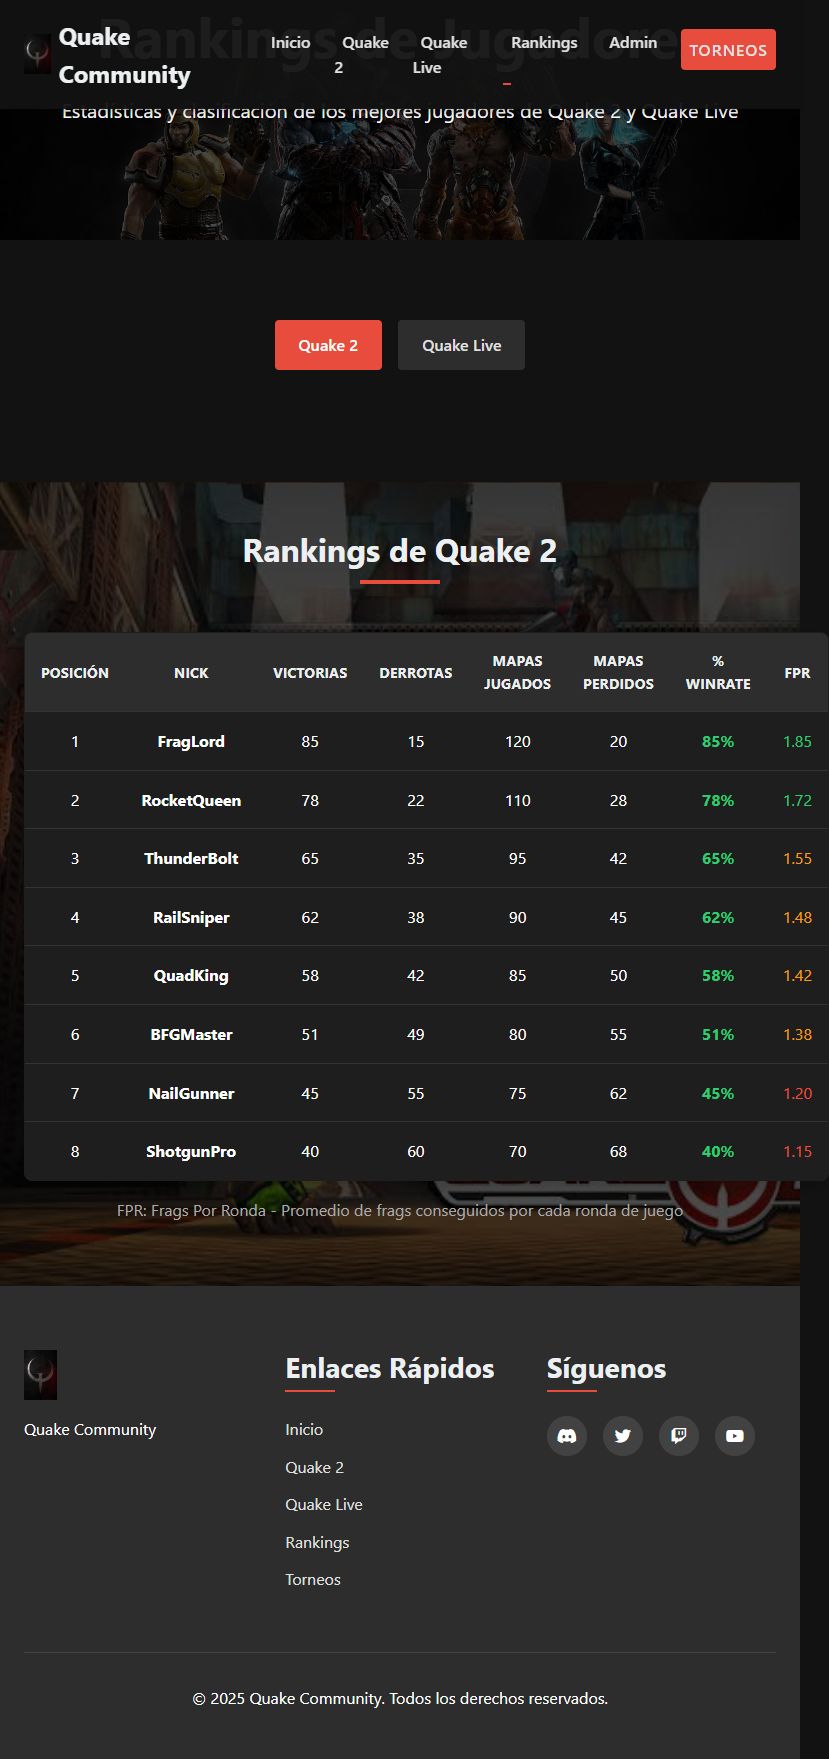 Quake
Community
Inicio
Quake
2
Quake
Live
Rankings
Admin
TORNEOS
Rankings de Jugadore
Estadísticas y clasificación de los mejores jugadores de Quake 2 y Quake Live
Quake 2
Quake Live
Rankings de Quake 2
POSICIÓN NICK VICTORIAS DERROTAS MAPAS JUGADOS MAPAS PERDIDOS % WINRATE FPR
1 FragLord 85 15 120 20 85% 1.85
2 RocketQueen 78 22 110 28 78% 1.72
3 ThunderBolt 65 35 95 42 65% 1.55
4 RailSniper 62 38 90 45 62% 1.48
5 QuadKing 58 42 85 50 58% 1.42
6 BFGMaster 51 49 80 55 51% 1.38
7 NailGunner 45 55 75 62 45% 1.20
8 ShotgunPro 40 60 70 68 40% 1.15
FPR: Frags Por Ronda - Promedio de frags conseguidos por cada ronda de juego
Quake Community
Enlaces Rápidos
Inicio
Quake 2
Quake Live
Rankings
Torneos
Síguenos
© 2025 Quake Community. Todos los derechos reservados.